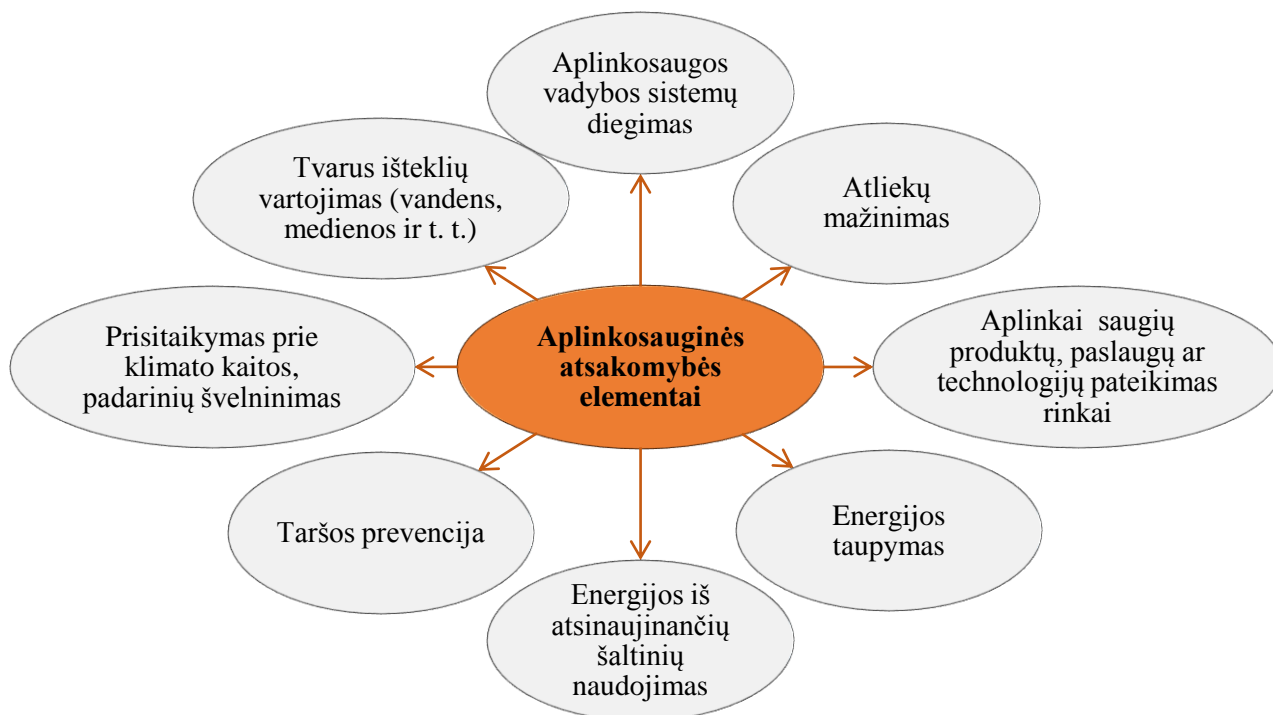 Aplinkosaugos
vadybos sistemų
diegimas
Tvarus išteklių
vartojimas (vandens,
medienos ir t. t.)
Atliekų
mažinimas
Prisitaikymas prie
klimato kaitos,
padarinių švelninimas
Aplinkosauginės
atsakomybės
elementai
Aplinkai  saugių
produktų, paslaugų ar
technologijų pateikimas
rinkai
Taršos prevencija
Energijos
taupymas
Energijos iš
atsinaujinančių
šaltinių
naudojimas